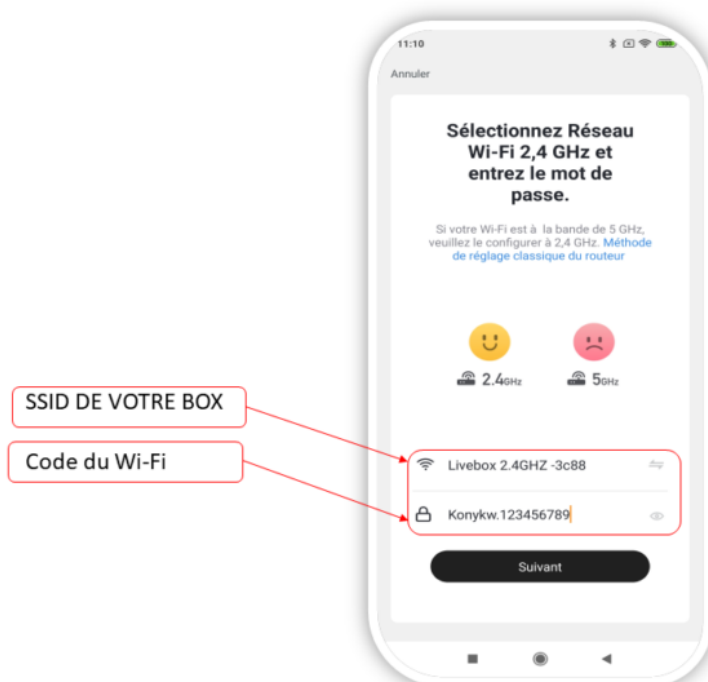 11:10
100
Annuler
Sélectionnez Réseau
Wi-Fi 2,4 GHz et
entrez le mot de
passe.
Si votre Wi-Fi est à la bande de 5 GHz,
veuillez le configurer à 2,4 GHz. Méthode
de réglage classique du routeur
2.4GHz
5GHz
SSID DE VOTRE BOX
Livebox 2.4GHZ -3c88
Code du Wi-Fi
Konykw.123456789
Suivant